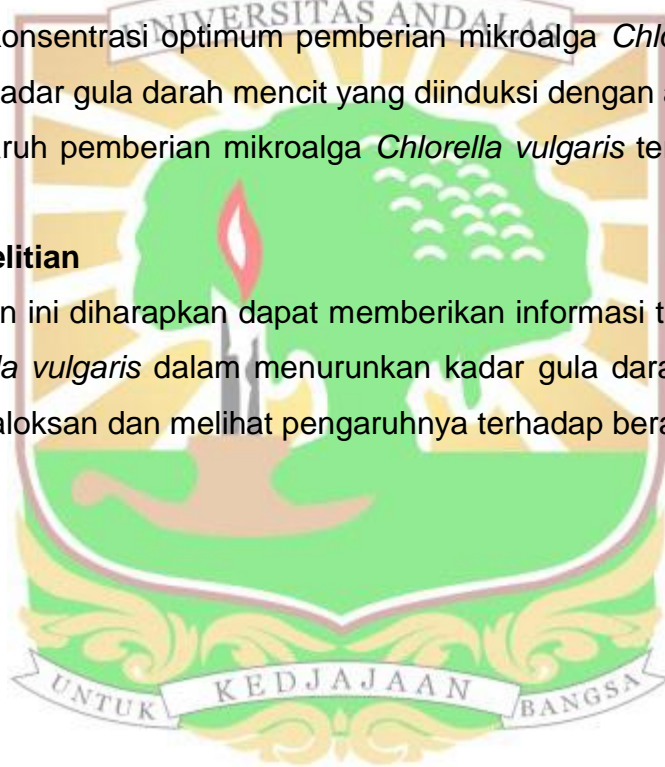 UNIVERSITAS ANDALAS
konsentrasi optimum pemberian mikroalga Chlo
adar gula darah mencit yang diinduksi dengan a
aruh pemberian mikroalga Chlorella vulgaris te
elitian
n ini diharapkan dapat memberikan informasi t
la vulgaris dalam menurunkan kadar gula dara
aloksan dan melihat pengaruhnya terhadap bera
UNTUK KEDJAJAAN BANGSA